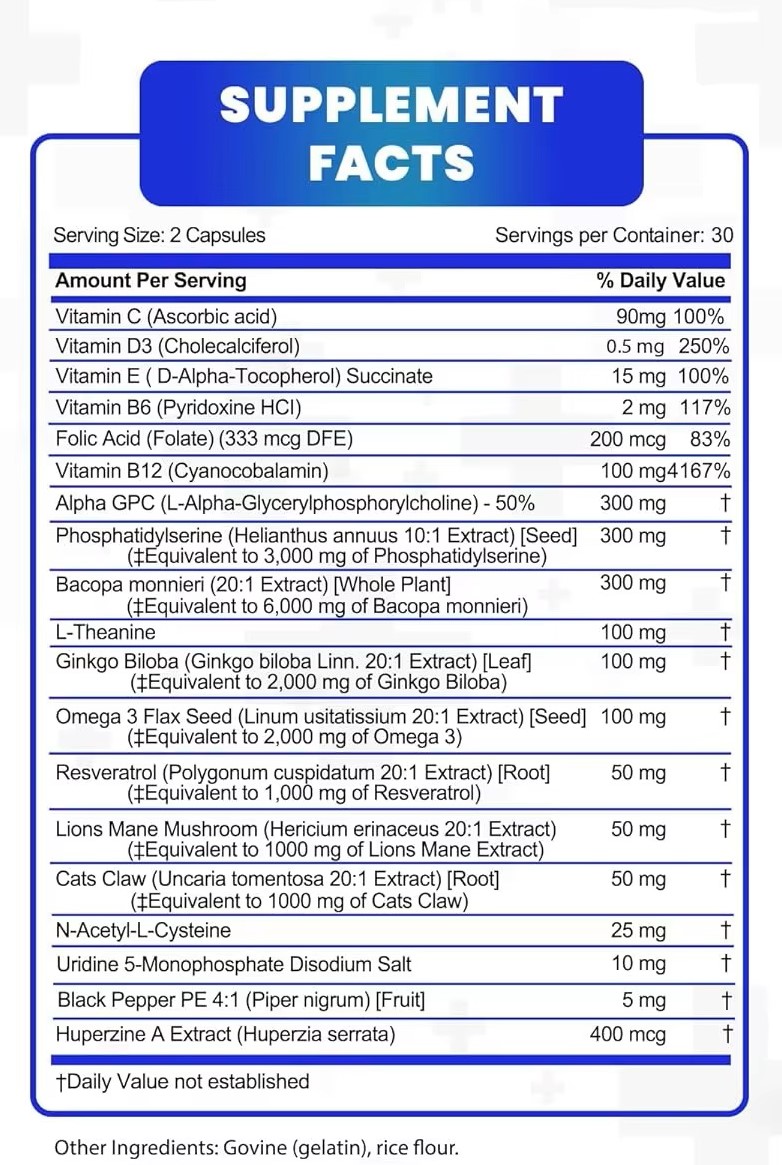 SUPPLEMENT
FACTS
Serving Size: 2 Capsules Servings per Container: 30
Amount Per Serving % Daily Value
Vitamin C (Ascorbic acid) 90mg 100%
Vitamin D3 (Cholecalciferol) 0.5 mg 250%
Vitamin E ( D-Alpha-Tocopherol) Succinate 15 mg 100%
Vitamin B6 (Pyridoxine HCI) 2 mg 117%
Folic Acid (Folate) (333 mcg DFE) 200 mcg 83%
Vitamin B12 (Cyanocobalamin) 100 mg4167%
Alpha GPC (L-Alpha-Glycerylphosphorylcholine) - 50% 300 mg †
Phosphatidylserine (Helianthus annuus 10:1 Extract) [Seed] 300 mg †
(‡Equivalent to 3,000 mg of Phosphatidylserine)
Bacopa monnieri (20:1 Extract) [Whole Plant] 300 mg †
(‡Equivalent to 6,000 mg of Bacopa monnieri)
L-Theanine 100 mg †
Ginkgo Biloba (Ginkgo biloba Linn. 20:1 Extract) [Leaf] 100 mg †
(‡Equivalent to 2,000 mg of Ginkgo Biloba)
Omega 3 Flax Seed (Linum usitatissium 20:1 Extract) [Seed] 100 mg †
(‡Equivalent to 2,000 mg of Omega 3)
Resveratrol (Polygonum cuspidatum 20:1 Extract) [Root] 50 mg †
(‡Equivalent to 1,000 mg of Resveratrol)
Lions Mane Mushroom (Hericium erinaceus 20:1 Extract) 50 mg †
(‡Equivalent to 1000 mg of Lions Mane Extract)
Cats Claw (Uncaria tomentosa 20:1 Extract) [Root] 50 mg †
(‡Equivalent to 1000 mg of Cats Claw)
N-Acetyl-L-Cysteine 25 mg †
Uridine 5-Monophosphate Disodium Salt 10 mg †
Black Pepper PE 4:1 (Piper nigrum) [Fruit] 5 mg †
Huperzine A Extract (Huperzia serrata) 400 mcg †
†Daily Value not established
Other Ingredients: Govine (gelatin), rice flour.